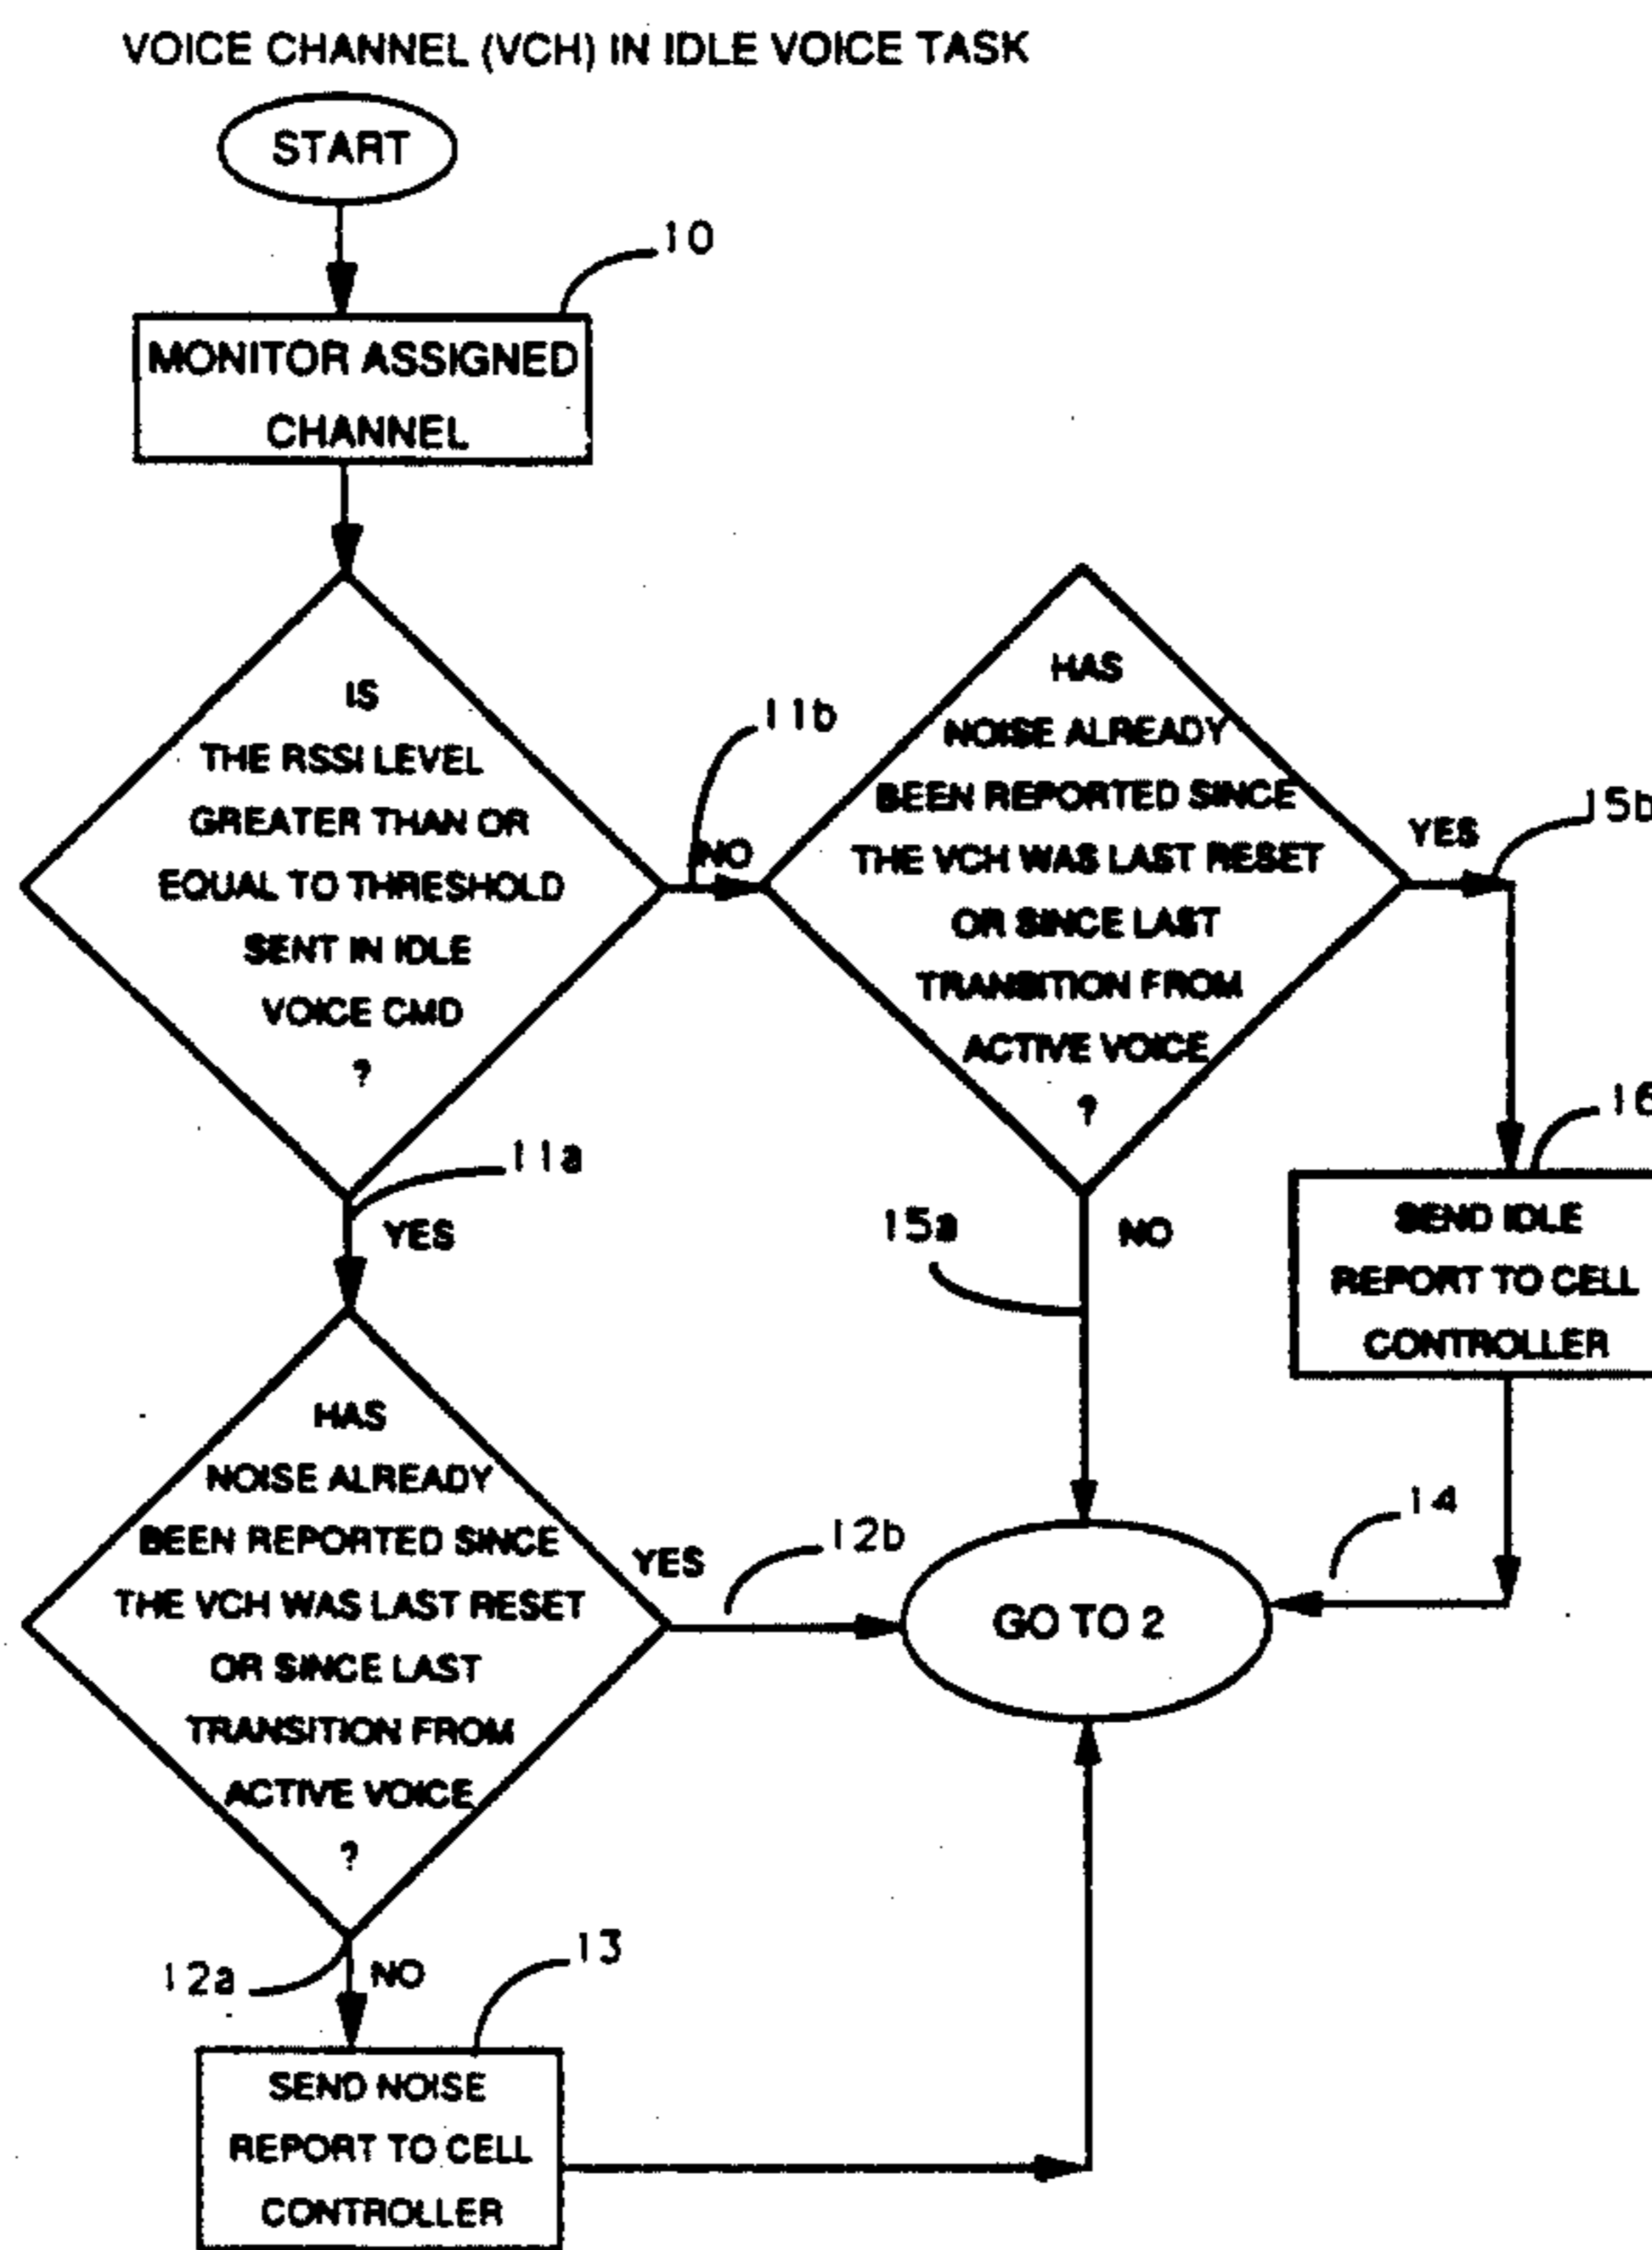 VOICE CHANNEL (VCH) IN IDLE VOICE TASK
START
10
MONITOR ASSIGNED
CHANNEL
IS
THE RSSI LEVEL
GREATER THAN OR
EQUAL TO THRESHOLD
SENT IN IDLE
VOICE CMD
?
11b
NO
HAS
NOISE ALREADY
BEEN REPORTED SINCE
THE VCH WAS LAST RESET
OR SINCE LAST
TRANSITION FROM
ACTIVE VOICE
?
YES
15b
11a
YES
15a
NO
16
SEND IDLE
REPORT TO CELL
CONTROLLER
HAS
NOISE ALREADY
BEEN REPORTED SINCE
THE VCH WAS LAST RESET
OR SINCE LAST
TRANSITION FROM
ACTIVE VOICE
?
YES
12b
14
GO TO 2
12a
NO
13
SEND NOISE
REPORT TO CELL
CONTROLLER